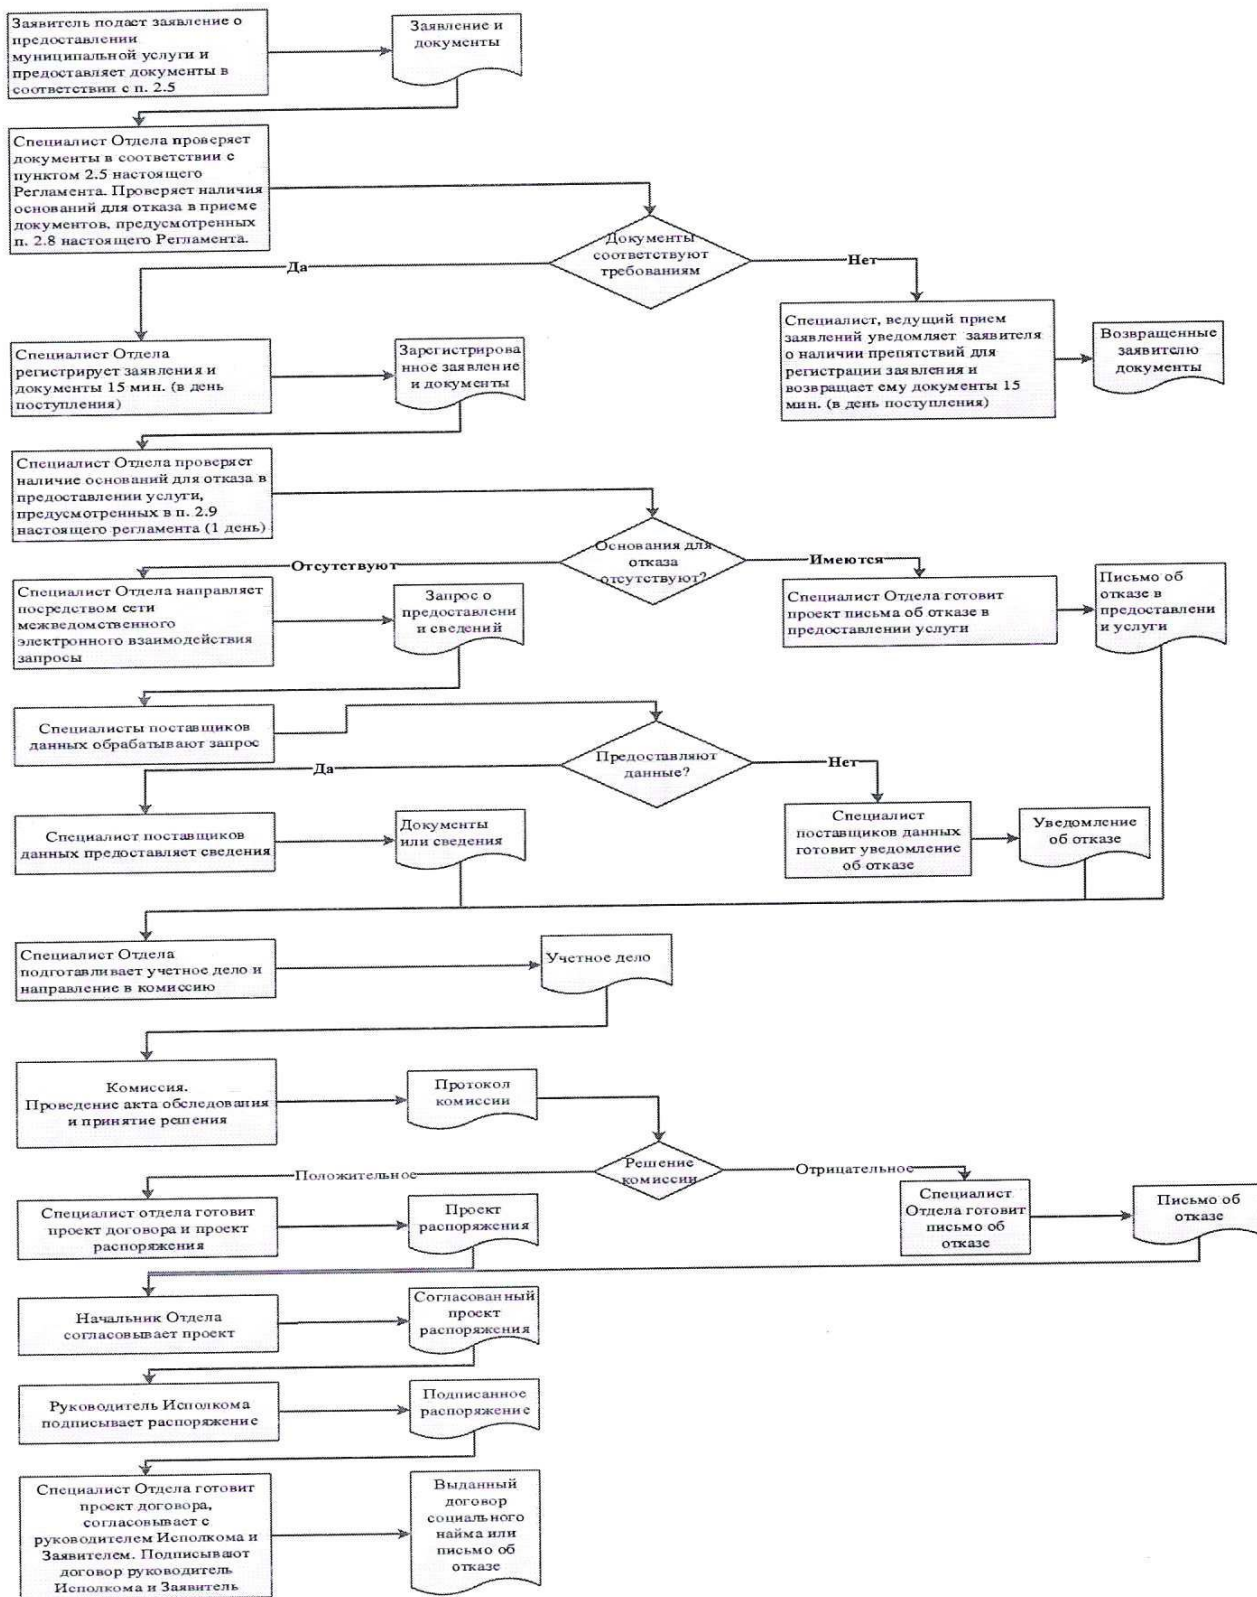 Заявитель подает заявление о
предоставлении
муниципальной услуги и
предоставляет документы в
соответствии с п. 2.5
Заявление и
документы
Специалист Отдела проверяет
документы в соответствии с
пунктом 2.5 настоящего
Регламента. Проверяет наличия
оснований для отказа в приеме
документов, предусмотренных
п. 2.8 настоящего Регламента.
Документы
соответствуют
требованиям
Да
Нет
Специалист Отдела
регистрирует заявления и
документы 15 мин. (в день
поступления)
Зарегистрирова
нное заявление
и документы
Специалист, ведущий прием
заявлений уведомляет заявителя
о наличии препятствий для
регистрации заявления и
возвращает ему документы 15
мин. (в день поступления)
Возвращенные
заявителю
документы
Специалист Отдела проверяет
наличие оснований для отказа в
предоставлении услуги,
предусмотренных в п. 2.9
настоящего регламента (1 день)
Основания для
отказа
отсутствуют?
Отсутствуют
Имеются
Специалист Отдела направляет
посредством сети
межведомственного
электронного взаимодействия
запросы
Запрос о
предоставлени
и сведений
Специалист Отдела готовит
проект письма об отказе в
предоставлении услуги
Письмо об
отказе в
предоставлени
и услуги
Специалисты поставщиков
данных обрабатывают запрос
Предоставляют
данные?
Да
Нет
Специалист поставщиков
данных предоставляет сведения
Документы
или сведения
Специалист
поставщиков данных
готовит уведомление
об отказе
Уведомление
об отказе
Специалист Отдела
подготавливает учетное дело и
направление в комиссию
Учетное дело
Комиссия.
Проведение акта обследования
и принятие решения
Протокол
комиссии
Решение
комиссии
Положительное
Отрицательное
Специалист отдела готовит
проект договора и проект
распоряжения
Проект
распоряжения
Специалист
Отдела готовит
письмо об
отказе
Письмо об
отказе
Начальник Отдела
согласовывает проект
Согласованный
проект
распоряжения
Руководитель Исполкома
подписывает распоряжение
Подписанное
распоряжение
Специалист Отдела готовит
проект договора,
согласовывает с
руководителем Исполкома и
Заявителем. Подписывают
договор руководитель
Исполкома и Заявитель
Выданный
договор
социального
найма или
письмо об
отказе